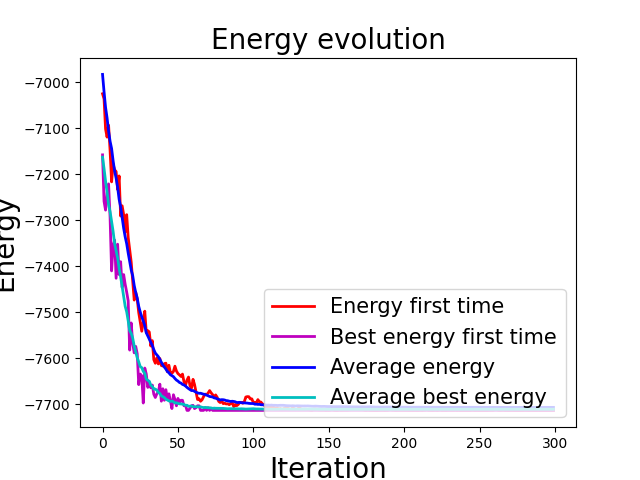 Energy evolution
Energy
−7000
−7100
−7200
−7300
−7400
−7500
−7600
−7700
Energy first time
Best energy first time
Average energy
Average best energy
0 50 100 150 200 250 300
Iteration